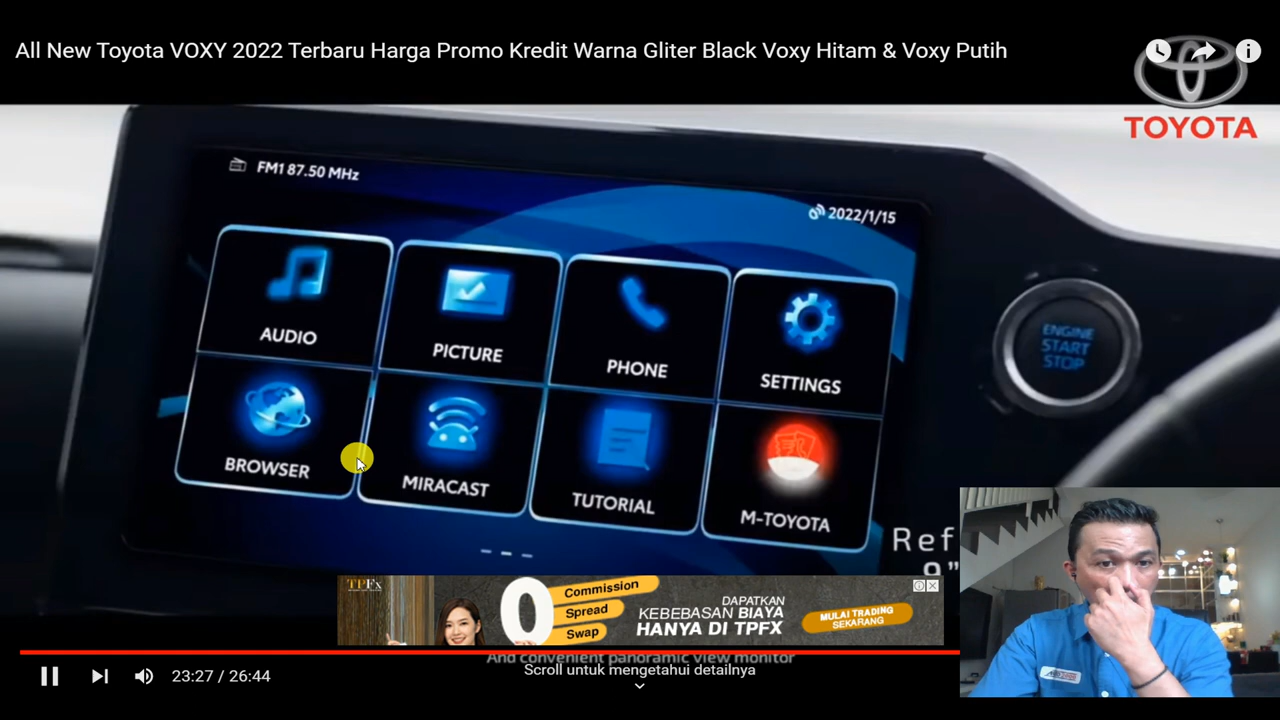 All New Toyota VOXY 2022 Terbaru Harga Promo Kredit Warna Gliter Black Voxy Hitam & Voxy Putih
TOYOTA
FM1 87.50 MHz
2022/1/15
AUDIO
PICTURE
PHONE
SETTINGS
BROWSER
MIRACAST
TUTORIAL
M-TOYOTA
ENGINE
START
STOP
Ref
9"
TPFx
0
Commission
Spread
Swap
DAPATKAN
KEBEBASAN BIAYA
HANYA DI TPFX
MULAI TRADING
SEKARANG
And convenient panoramic view monitor
Scroll untuk mengetahui detailnya
23:27 / 26:44